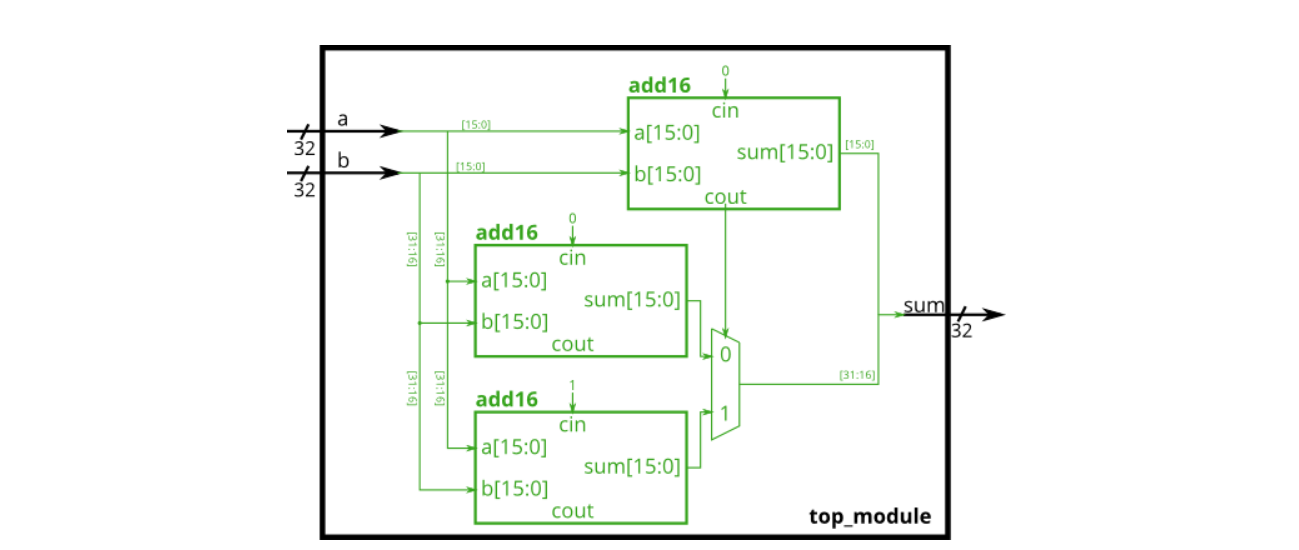 0
add16
cin
a
[15:0]
a[15:0]
32
sum[15:0]
[15:0]
b
[15:0]
b[15:0]
32
cout
0
add16
[31:16]
[31:16]
cin
a[15:0]
sum[15:0]
b[15:0]
cout
sum
32
0
[31:16]
1
[31:16]
[31:16]
add16
cin
1
a[15:0]
sum[15:0]
b[15:0]
cout
top_module